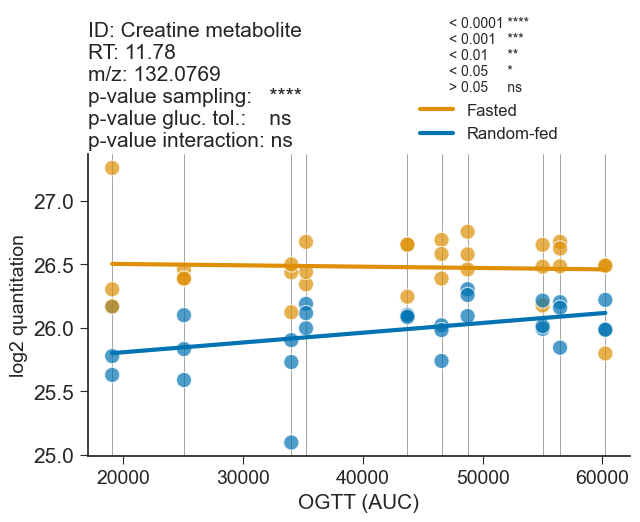 ID: Creatine metabolite
RT: 11.78
m/z: 132.0769
p-value sampling: ****
p-value gluc. tol.: ns
p-value interaction: ns
< 0.0001 ****
< 0.001 ***
< 0.01 **
< 0.05 *
> 0.05 ns
Fasted
Random-fed
log2 quantitation
27.0
26.5
26.0
25.5
25.0
20000 30000 40000 50000 60000
OGTT (AUC)